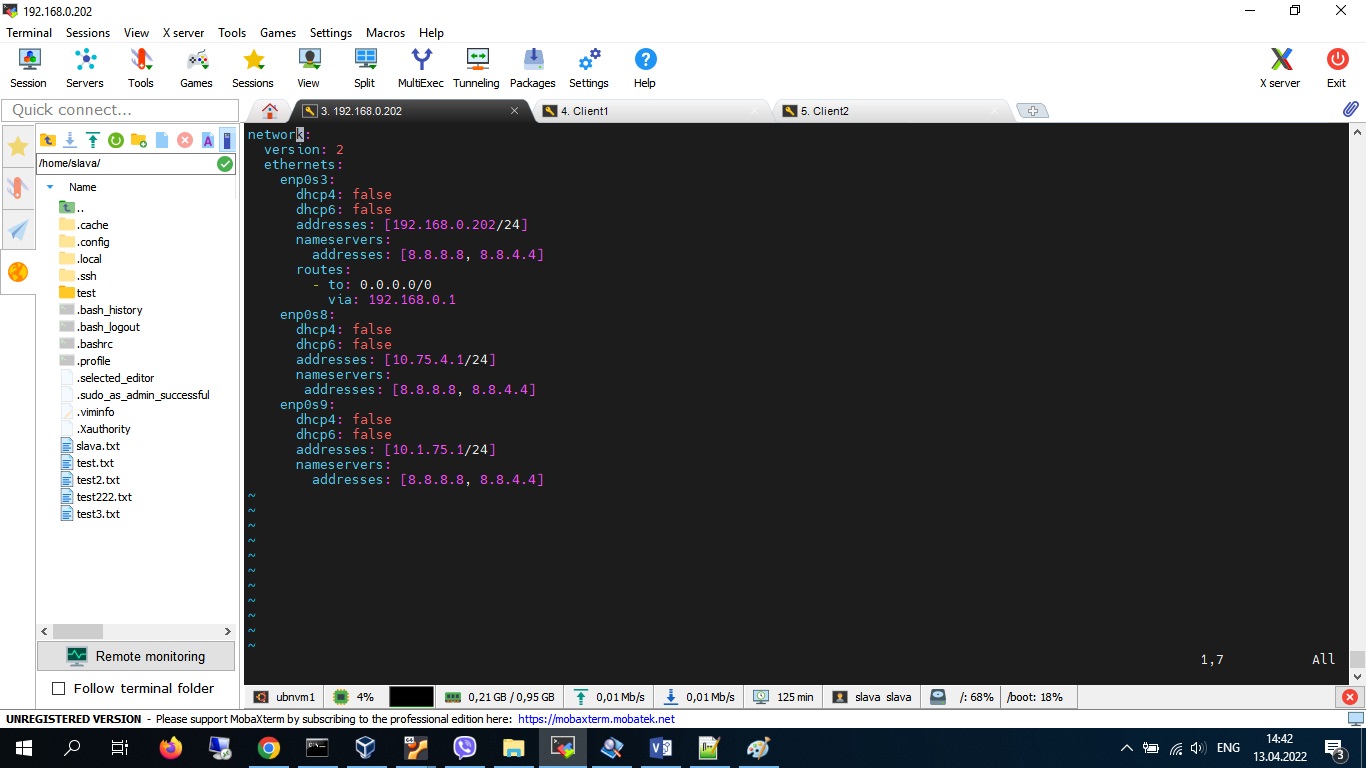 192.168.0.202
Terminal Sessions View X server Tools Games Settings Macros Help
Session Servers Tools Games Sessions View Split MultiExec Tunneling Packages Settings Help X server Exit
Quick connect...
3. 192.168.0.202
4. Client1
5. Client2
/home/slava/
Name
..
.cache
.config
.local
.ssh
test
.bash_history
.bash_logout
.bashrc
.profile
.selected_editor
.sudo_as_admin_successful
.viminfo
.Xauthority
slava.txt
test.txt
test2.txt
test222.txt
test3.txt
Remote monitoring
Follow terminal folder
network:
  version: 2
  ethernets:
    enp0s3:
      dhcp4: false
      dhcp6: false
      addresses: [192.168.0.202/24]
      nameservers:
        addresses: [8.8.8.8, 8.8.4.4]
      routes:
        - to: 0.0.0.0/0
          via: 192.168.0.1
    enp0s8:
      dhcp4: false
      dhcp6: false
      addresses: [10.75.4.1/24]
      nameservers:
       addresses: [8.8.8.8, 8.8.4.4]
    enp0s9:
      dhcp4: false
      dhcp6: false
      addresses: [10.1.75.1/24]
      nameservers:
        addresses: [8.8.8.8, 8.8.4.4]
~
~
~
~
~
~
~
~
~
~
~
1,7 All
ubnvm1 4% 0,21 GB / 0,95 GB 0,01 Mb/s 0,01 Mb/s 125 min slava slava /: 68% /boot: 18%
UNREGISTERED VERSION - Please support MobaXterm by subscribing to the professional edition here: https://mobaxterm.mobatek.net
ENG
14:42
13.04.2022
3